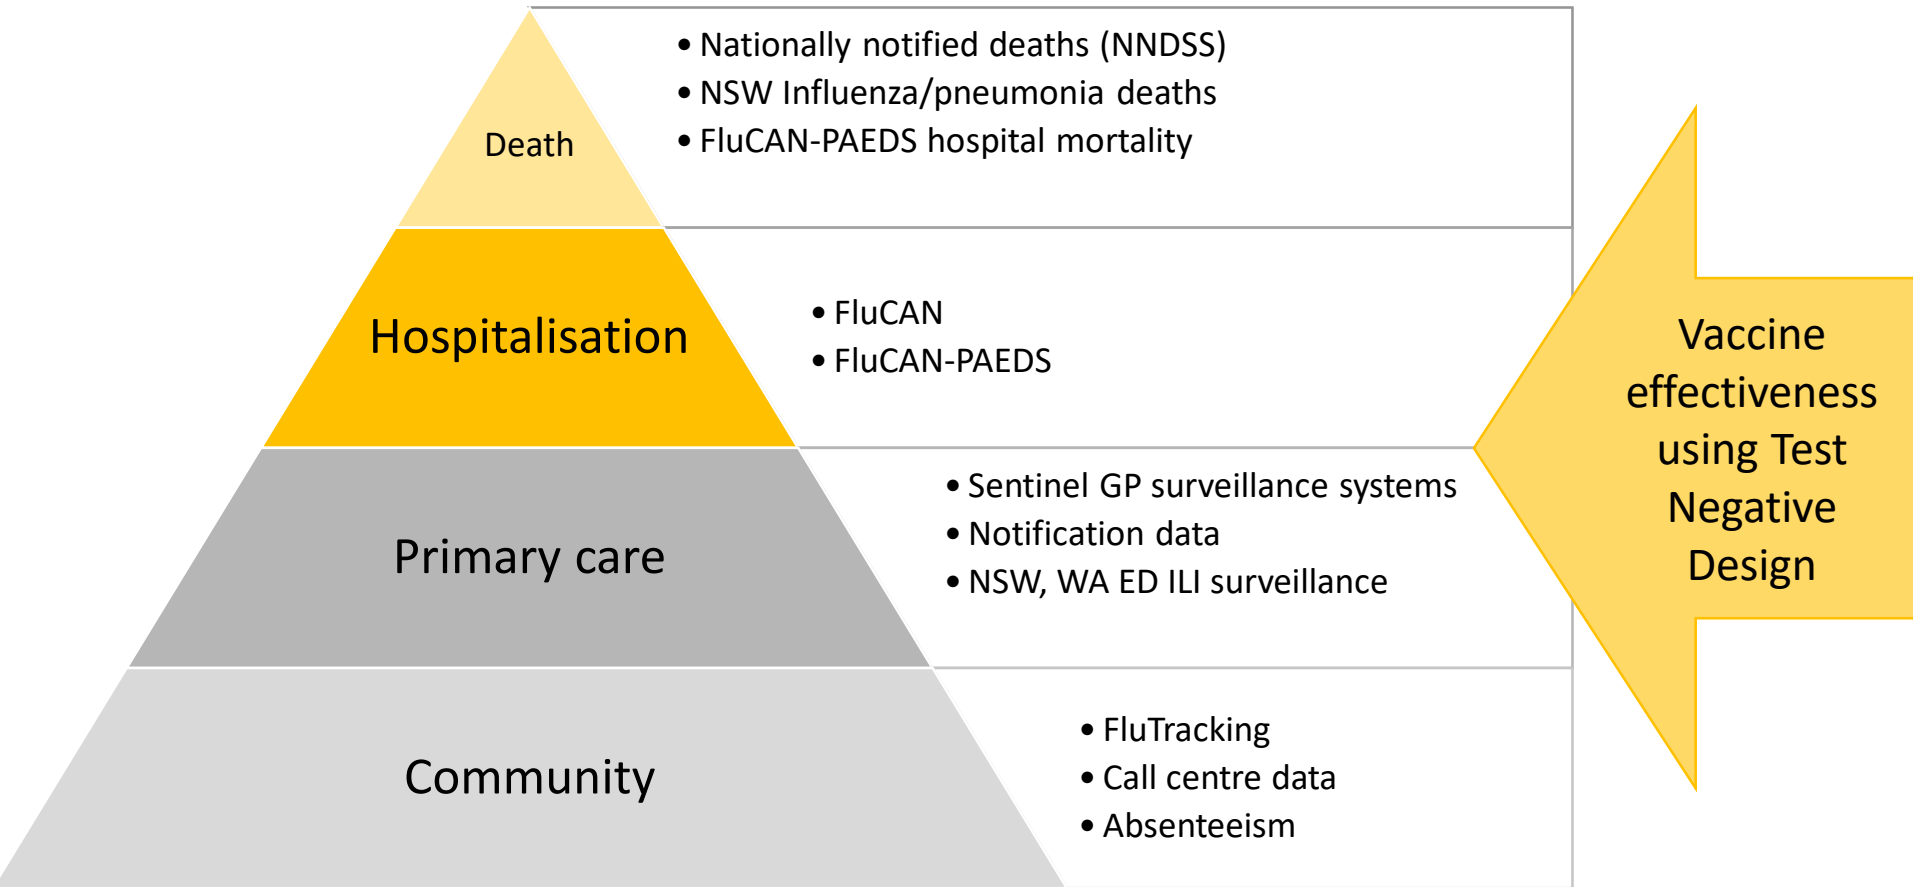 Death
• Nationally notified deaths (NNDSS)
• NSW Influenza/pneumonia deaths
• FluCAN-PAEDS hospital mortality
Hospitalisation
• FluCAN
• FluCAN-PAEDS
Primary care
• Sentinel GP surveillance systems
• Notification data
• NSW, WA ED ILI surveillance
Community
• FluTracking
• Call centre data
• Absenteeism
Vaccine
effectiveness
using Test
Negative
Design